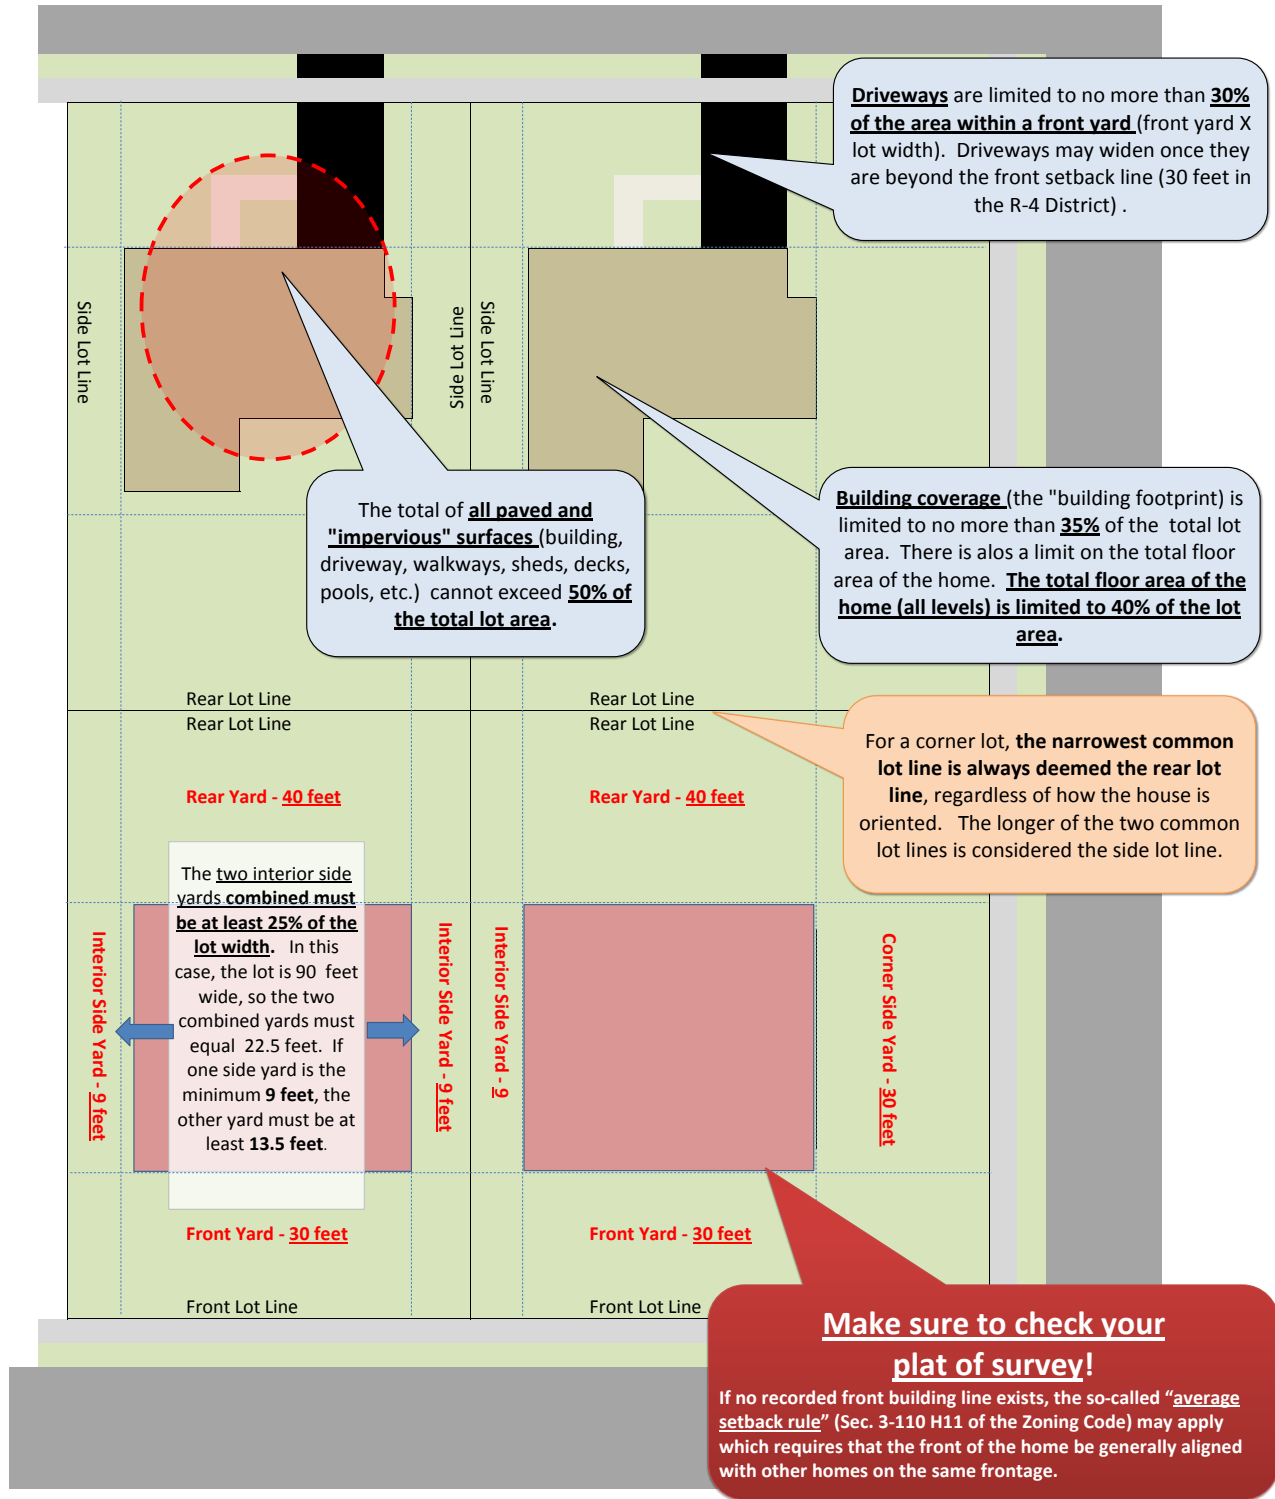 Driveways are limited to no more than 30%
of the area within a front yard (front yard X
lot width).  Driveways may widen once they
are beyond the front setback line (30 feet in
the R-4 District) .
Side Lot Line
Side Lot Line
Side Lot Line
The total of all paved and
"impervious" surfaces (building,
driveway, walkways, sheds, decks,
pools, etc.)  cannot exceed 50% of
the total lot area.
Building coverage (the "building footprint) is
limited to no more than 35% of the  total lot
area.  There is alos a limit on the total floor
area of the home.  The total floor area of the
home (all levels) is limited to 40% of the lot
area.
Rear Lot Line
Rear Lot Line
Rear Lot Line
Rear Lot Line
For a corner lot, the narrowest common
lot line is always deemed the rear lot
line, regardless of how the house is
oriented.   The longer of the two common
lot lines is considered the side lot line.
Rear Yard - 40 feet
Rear Yard - 40 feet
The two interior side
yards combined must
be at least 25% of the
lot width.   In this
case, the lot is 90  feet
wide, so the two
combined yards must
equal  22.5 feet.  If
one side yard is the
minimum 9 feet, the
other yard must be at
least 13.5 feet.
Interior Side Yard - 9 feet
Interior Side Yard - 9 feet
Interior Side Yard - 9
Corner Side Yard - 30 feet
Front Yard - 30 feet
Front Yard - 30 feet
Front Lot Line
Front Lot Line
Make sure to check your
plat of survey!
If no recorded front building line exists, the so-called “average
setback rule” (Sec. 3-110 H11 of the Zoning Code) may apply
which requires that the front of the home be generally aligned
with other homes on the same frontage.